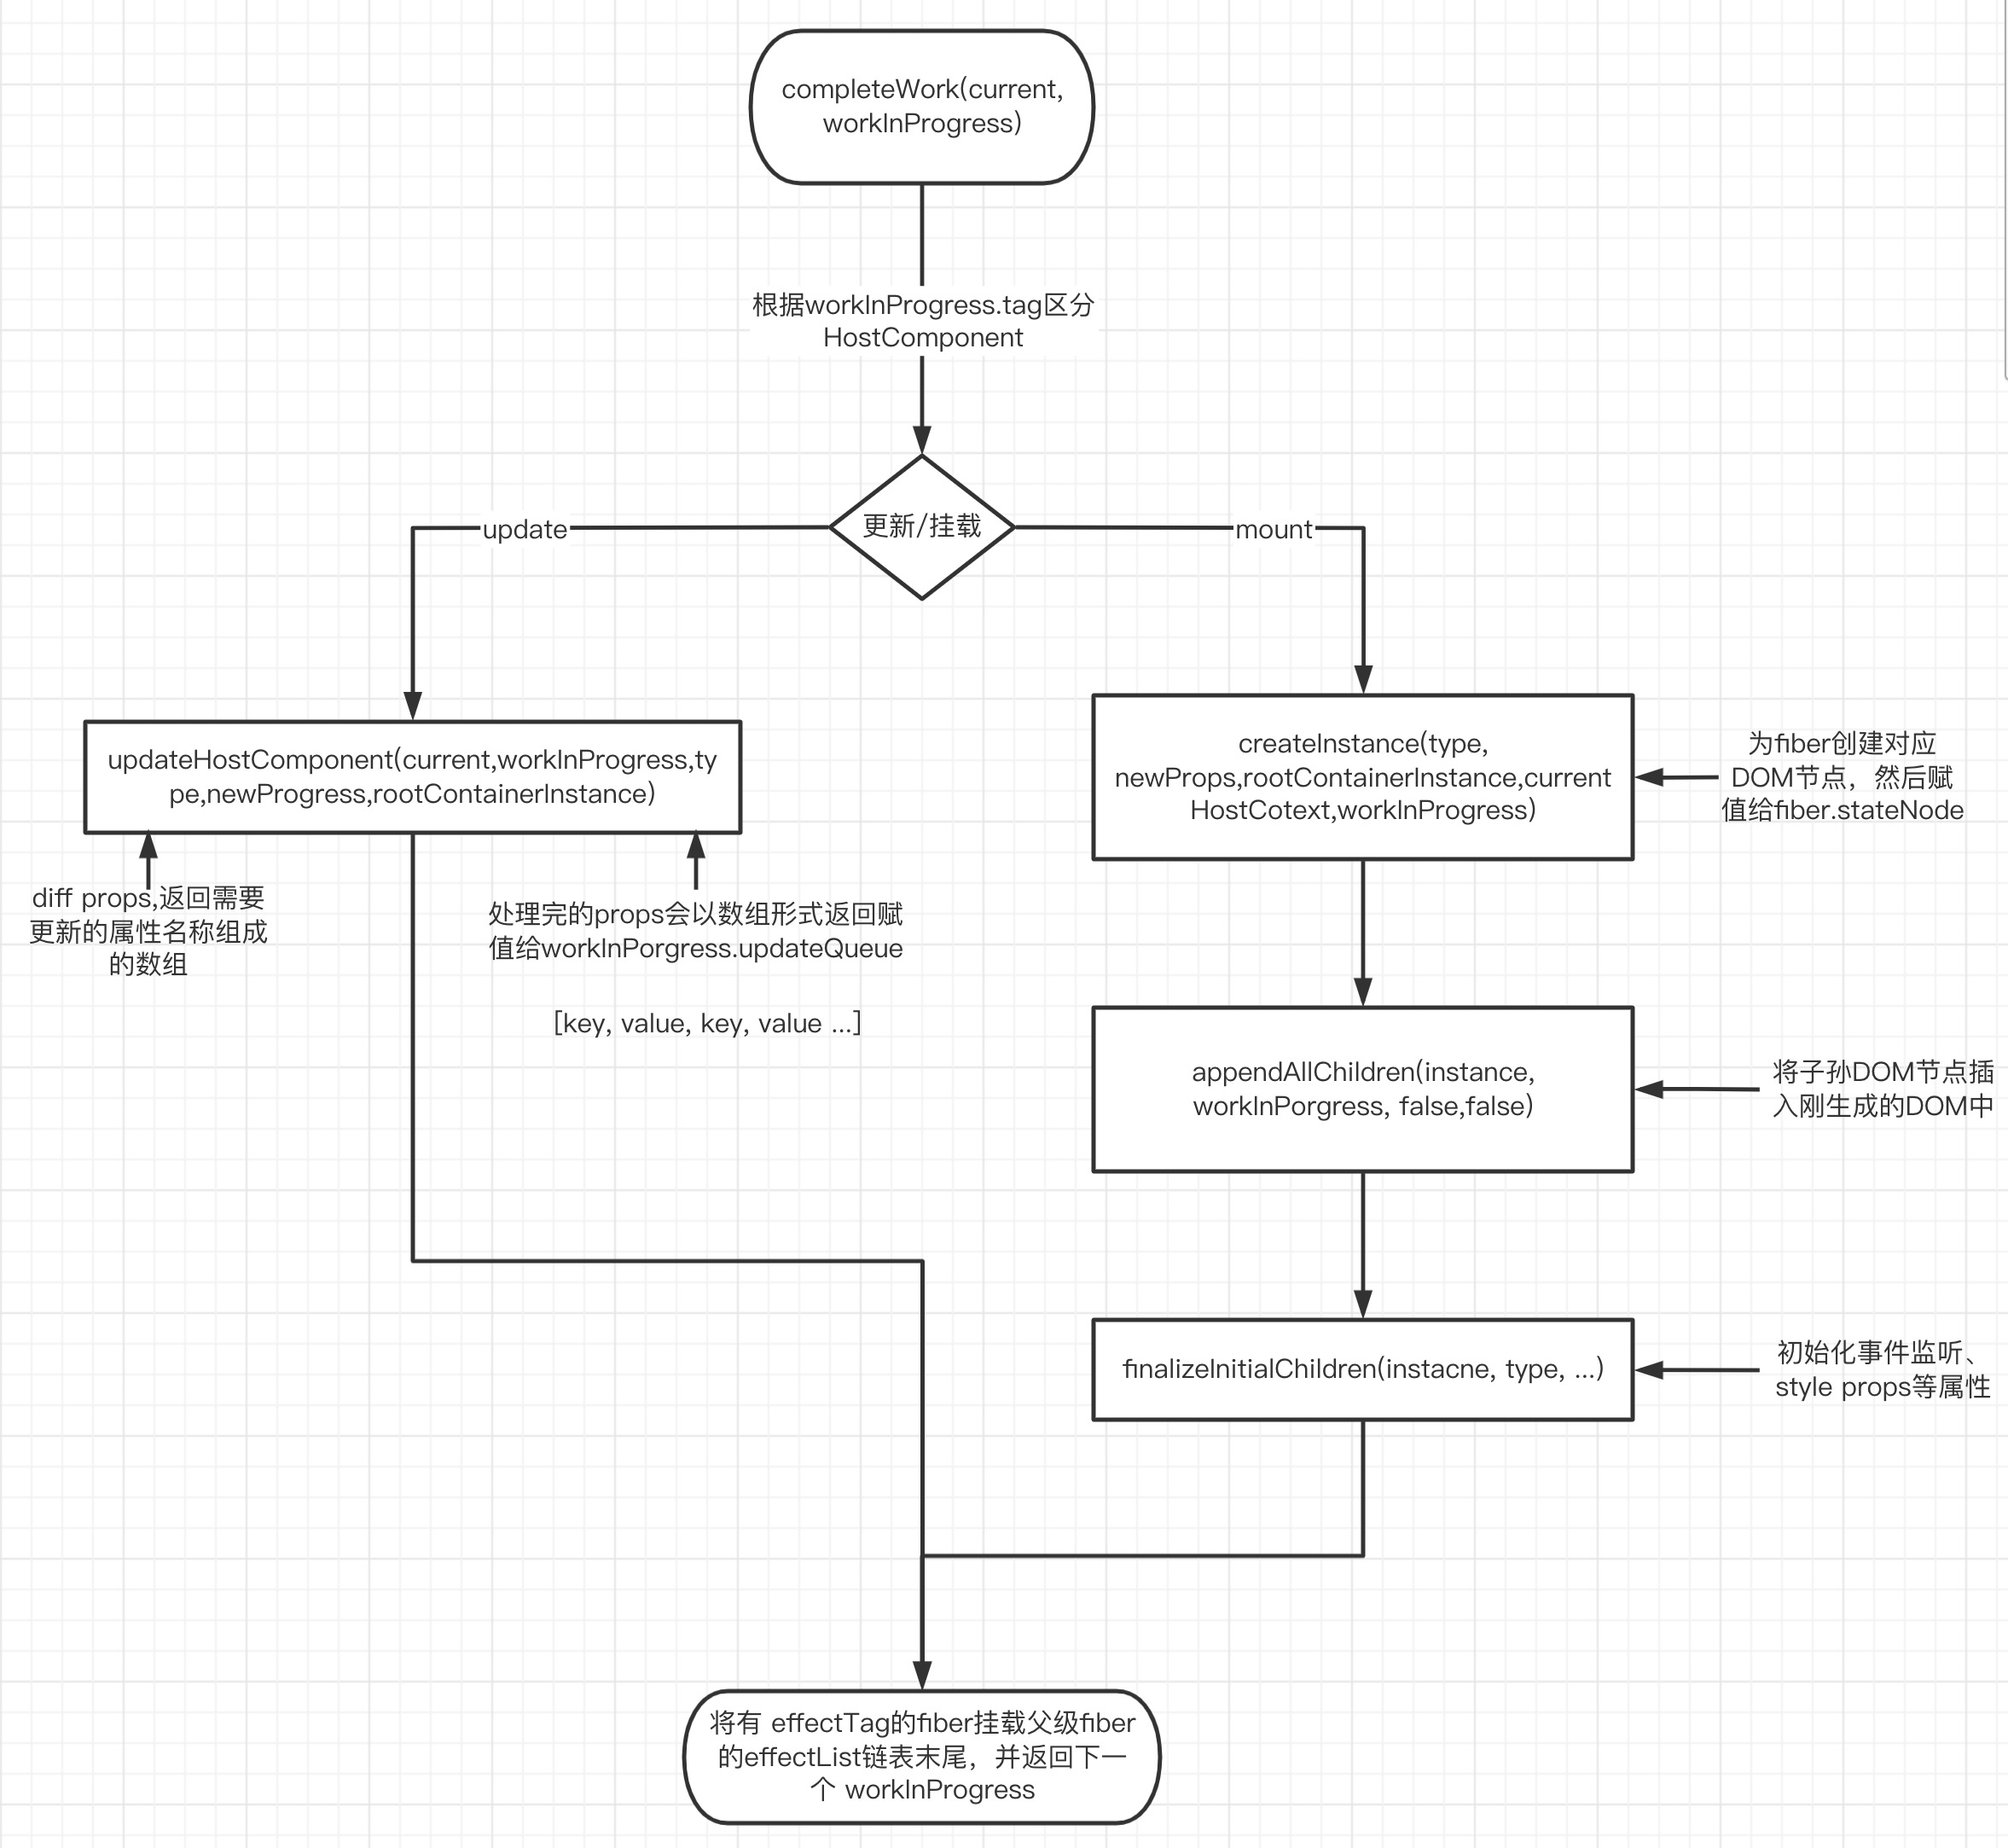 completeWork(current,
workInProgress)
根据workInProgress.tag区分
HostComponent
更新/挂载
update
mount
updateHostComponent(current,workInProgress,ty
pe,newProgress,rootContainerInstance)
diff props,返回需要
更新的属性名称组成
的数组
处理完的props会以数组形式返回赋
值给workInPorgress.updateQueue
[key, value, key, value ...]
createInstance(type,
newProps,rootContainerInstance,current
HostCotext,workInProgress)
为fiber创建对应
DOM节点，然后赋
值给fiber.stateNode
appendAllChildren(instance,
workInPorgress, false,false)
将子孙DOM节点插
入刚生成的DOM中
finalizeInitialChildren(instacne, type, ...)
初始化事件监听、
style props等属性
将有 effectTag的fiber挂载父级fiber
的effectList链表末尾，并返回下一
个 workInProgress